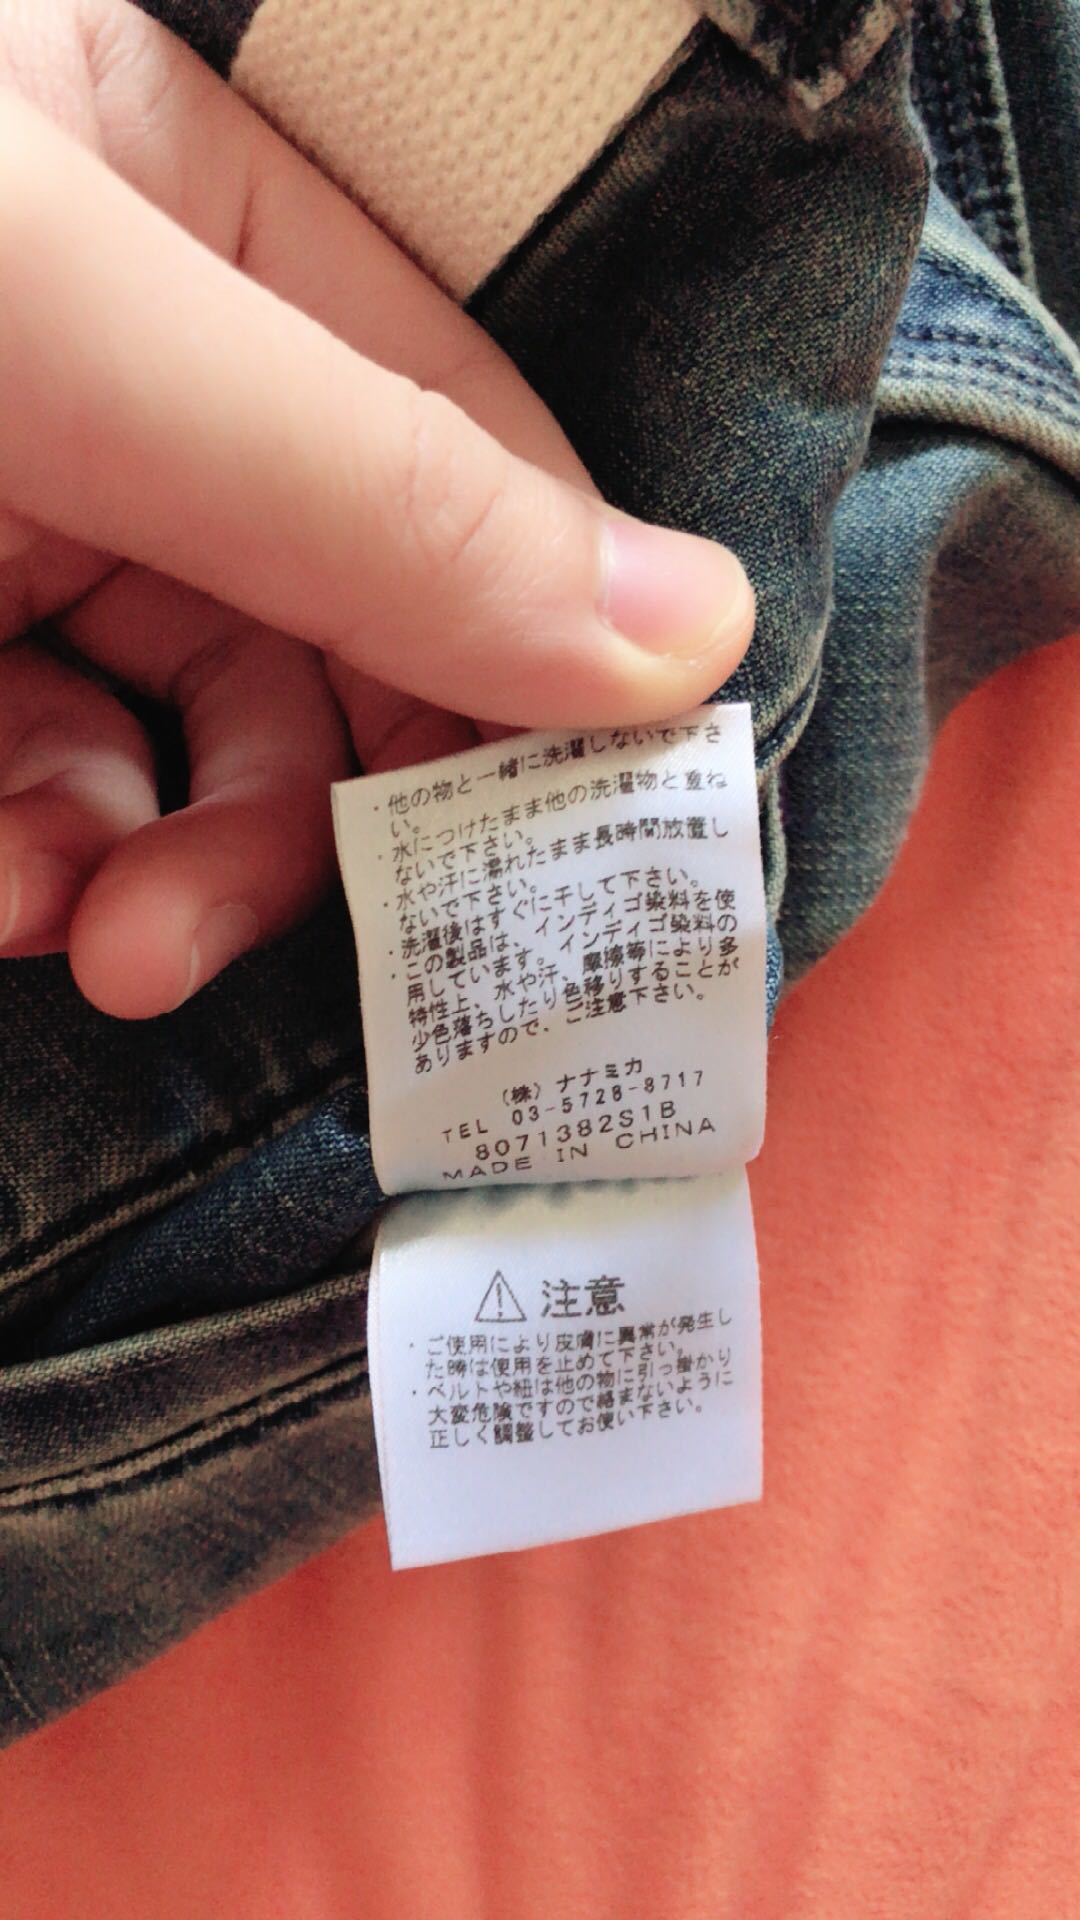 ・他の物と一緒に洗濯しないで下さ
い。
・水につけたまま他の洗濯物と重ね
ないで下さい。
・水や汗に濡れたまま長時間放置し
ないで下さい。
・洗濯後はすぐに干して下さい。
・この製品は、インディゴ染料を使
用しています。インディゴ染料の
特性上、水や汗、摩擦等により多
少色落ちしたり色移りすることが
ありますので、ご注意下さい。
（株）ナナミカ
TEL 03-5728-8717
8071382S1B
MADE IN CHINA
注意
・ご使用により皮膚に異常が発生し
た時は使用を止めて下さい。
・ベルトや紐は他の物に引っ掛かり
大変危険ですので絡まないように
正しく調整してお使い下さい。